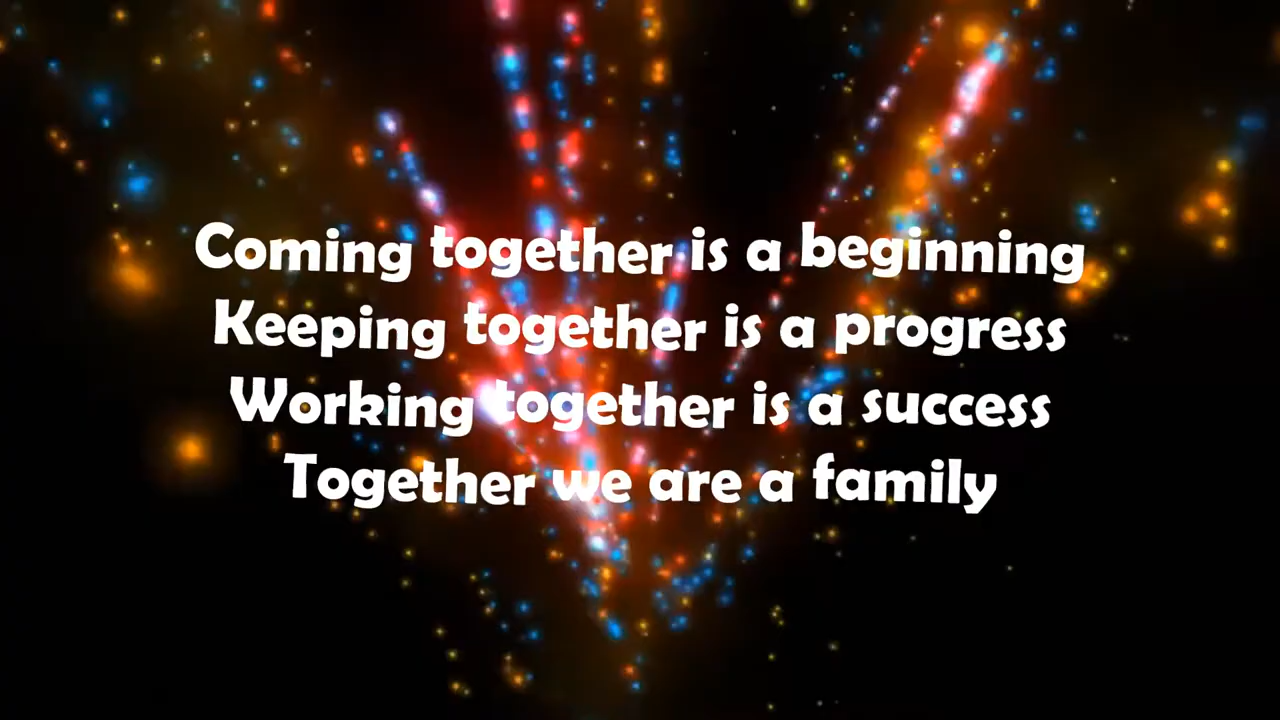 Coming together is a beginning
Keeping together is a progress
Working together is a success
Together we are a family